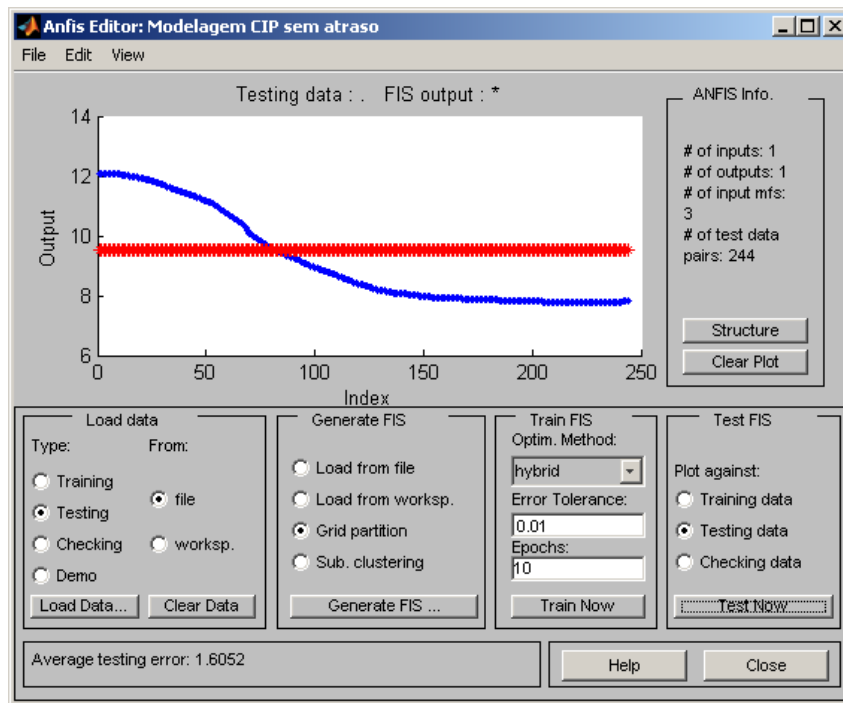 Anfis Editor: Modelagem CIP sem atraso
File Edit View
Testing data : . FIS output : *
14
12
10
8
6
Output
0 50 100 150 200 250
Index
ANFIS Info.
# of inputs: 1
# of outputs: 1
# of input mfs:
3
# of test data
pairs: 244
Structure
Clear Plot
Load data
Type: From:
Training
Testing
Checking
Demo
file
worksp.
Load Data... Clear Data
Generate FIS
Load from file
Load from worksp.
Grid partition
Sub. clustering
Generate FIS ...
Train FIS
Optim. Method:
hybrid
Error Tolerance:
0.01
Epochs:
10
Train Now
Test FIS
Plot against:
Training data
Testing data
Checking data
Test Now
Average testing error: 1.6052
Help Close